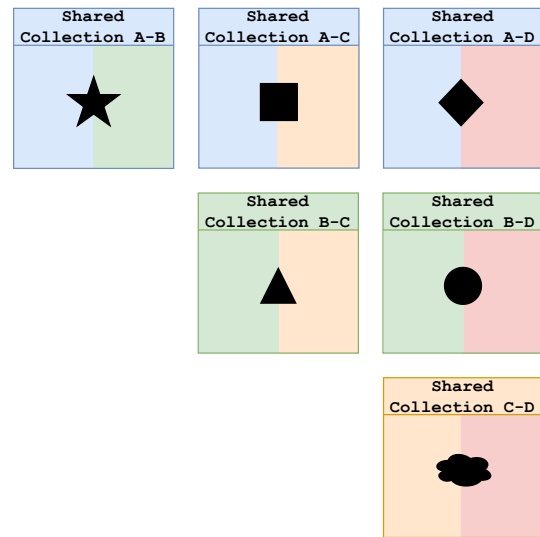 Shared
Collection A-B
Shared
Collection A-C
Shared
Collection A-D
Shared
Collection B-C
Shared
Collection B-D
Shared
Collection C-D